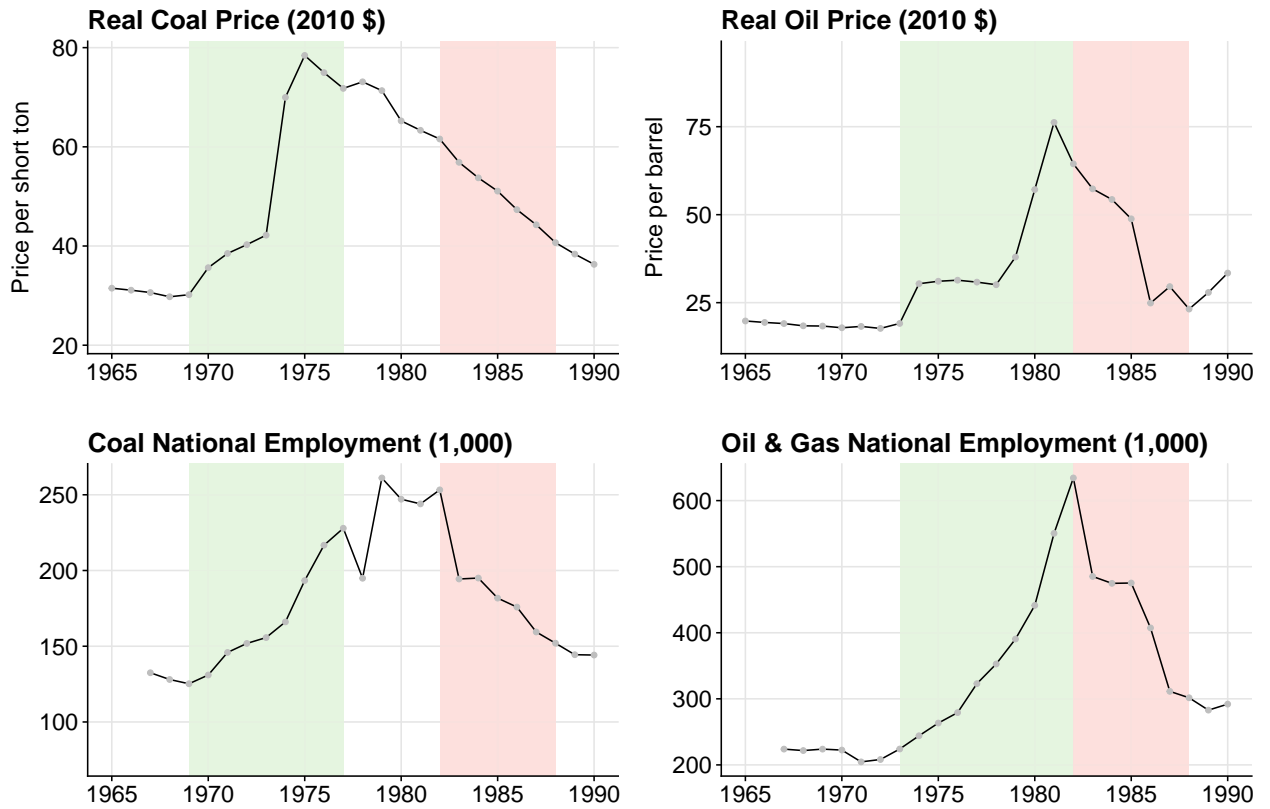 Real Coal Price (2010 $)
Price per short ton
80
60
40
20
1965 1970 1975 1980 1985 1990
Real Oil Price (2010 $)
Price per barrel
75
50
25
1965 1970 1975 1980 1985 1990
Coal National Employment (1,000)
250
200
150
100
1965 1970 1975 1980 1985 1990
Oil & Gas National Employment (1,000)
600
500
400
300
200
1965 1970 1975 1980 1985 1990